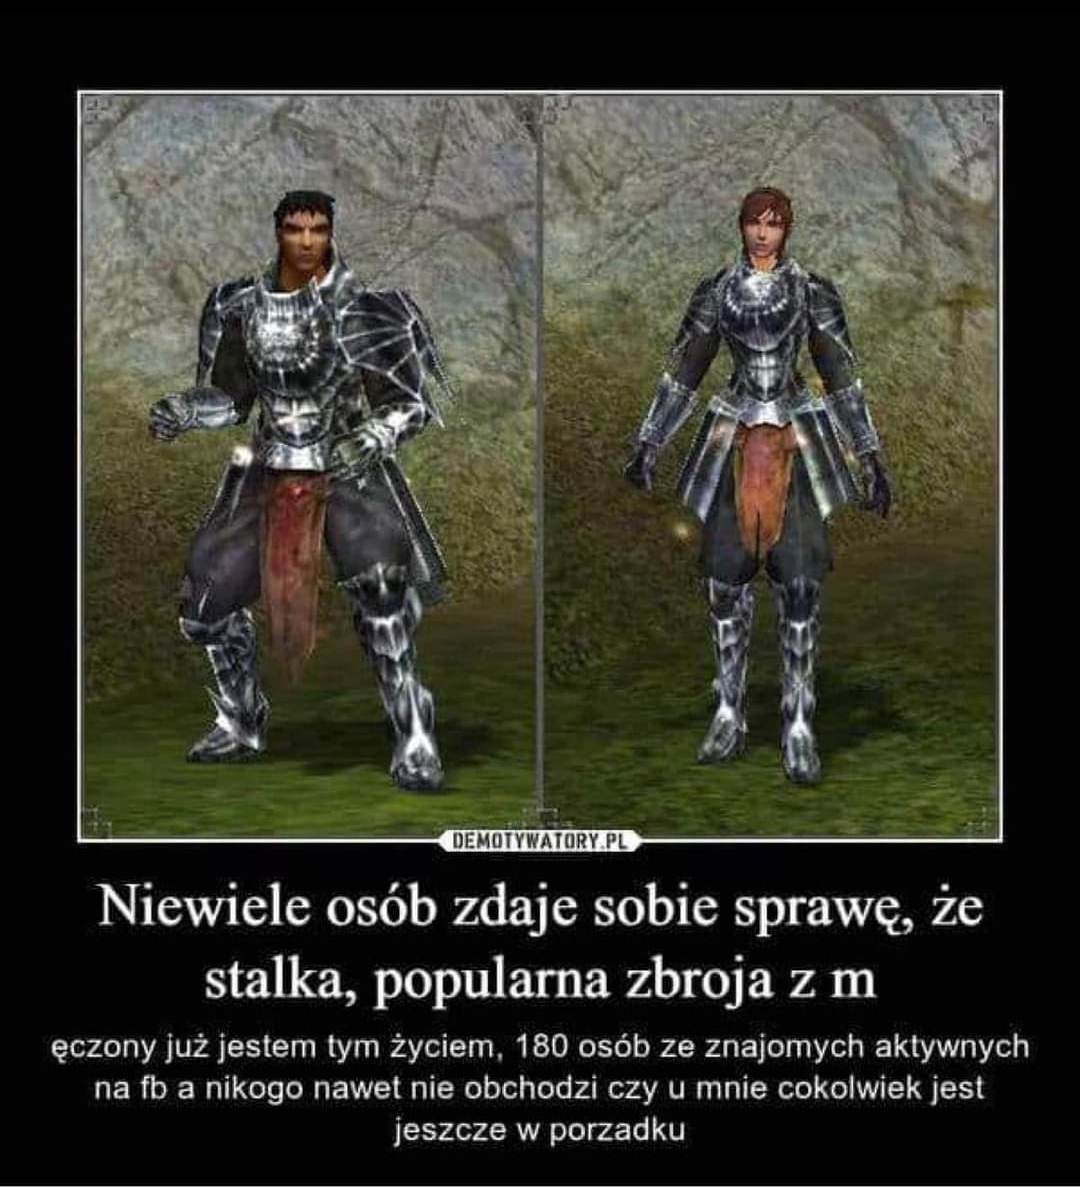 DEMOTYWATORY.PL
Niewiele osób zdaje sobie sprawę, że
stalka, popularna zbroja z m
ęczony już jestem tym życiem, 180 osób ze znajomych aktywnych
na fb a nikogo nawet nie obchodzi czy u mnie cokolwiek jest
jeszcze w porzadku